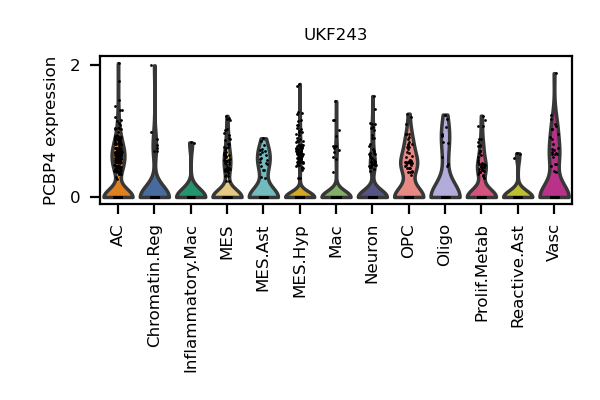 UKF243
PCBP4 expression
2
0
AC
Chromatin.Reg
Inflammatory.Mac
MES
MES.Ast
MES.Hyp
Mac
Neuron
OPC
Oligo
Prolif.Metab
Reactive.Ast
Vasc